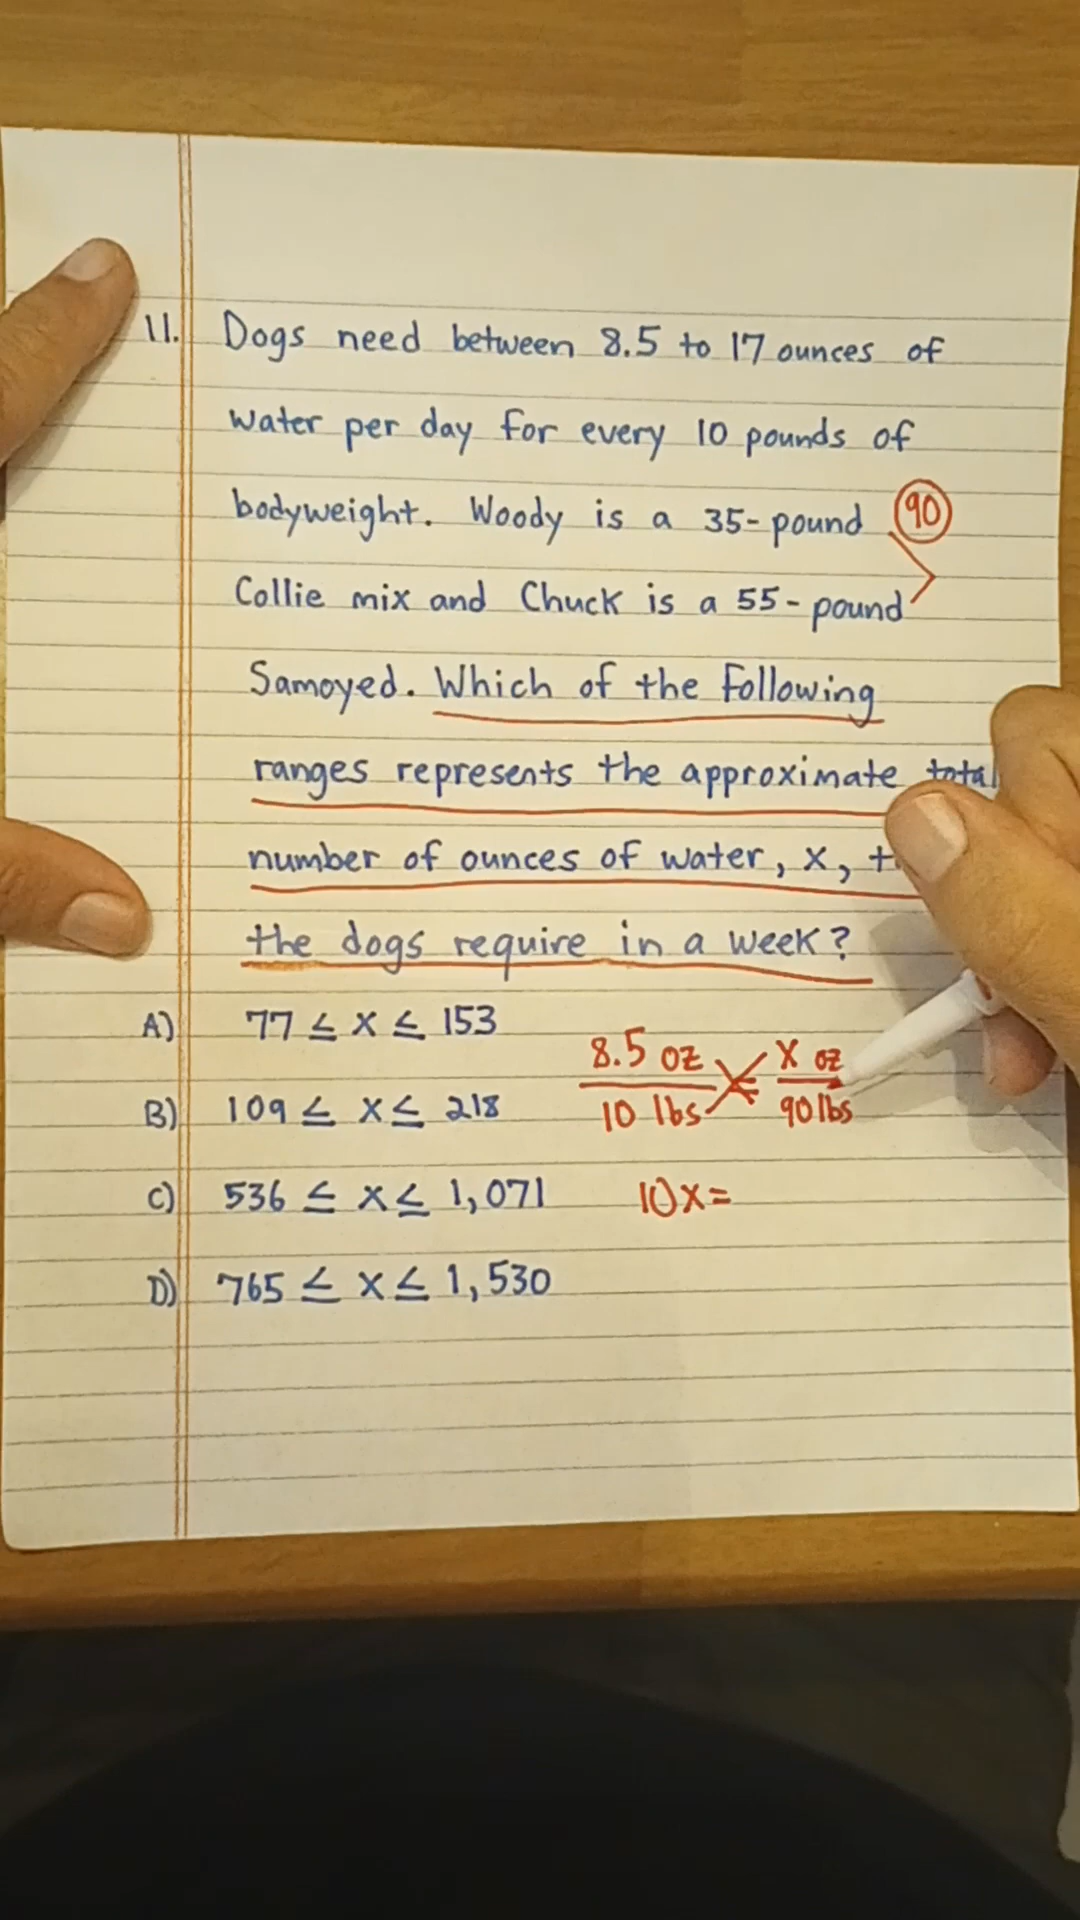 11. Dogs need between 8.5 to 17 ounces of
water per day for every 10 pounds of
bodyweight. Woody is a 35-pound 90
Collie mix and Chuck is a 55-pound
Samoyed. Which of the following
ranges represents the approximate total
number of ounces of water, x,
the dogs require in a week?
A) 77 ≤ x ≤ 153
8.5 oz = x oz
10 lbs 90 lbs
B) 109 ≤ x ≤ 218
C) 536 ≤ x ≤ 1,071
10x=
D) 765 ≤ x ≤ 1,530